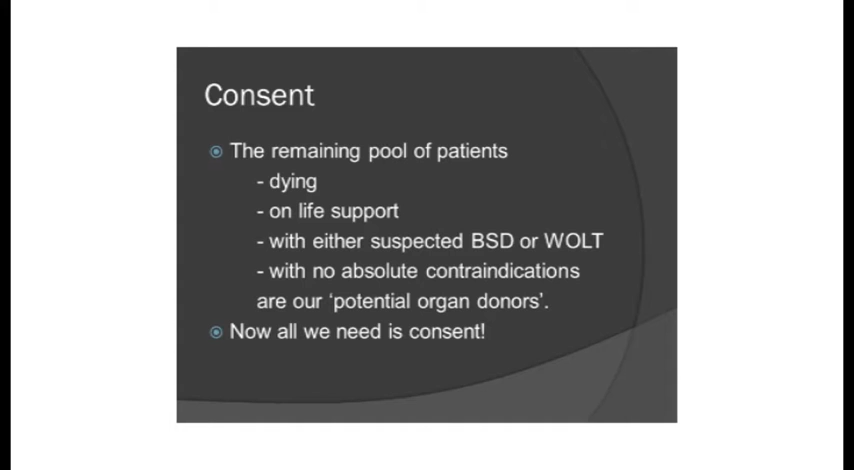 Consent
The remaining pool of patients
- dying
- on life support
- with either suspected BSD or WOLT
- with no absolute contraindications
are our ‘potential organ donors’.
Now all we need is consent!